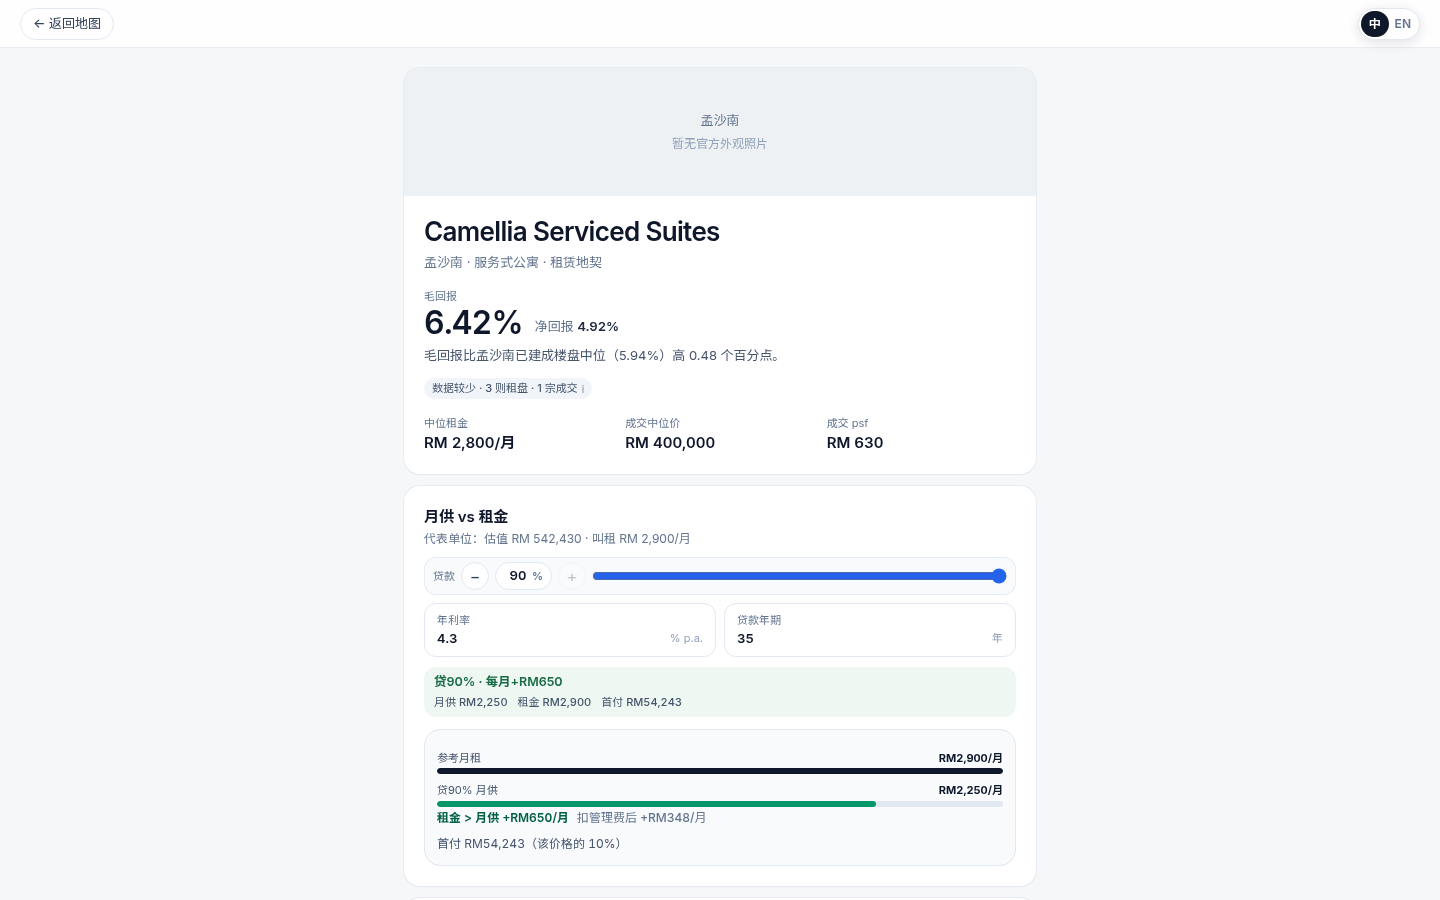 ← 返回地图
中 EN
孟沙南
暂无官方外观照片
Camellia Serviced Suites
孟沙南 · 服务式公寓 · 租赁地契
毛回报
6.42% 净回报 4.92%
毛回报比孟沙南已建成楼盘中位（5.94%）高 0.48 个百分点。
数据较少 · 3 则租盘 · 1 宗成交 i
中位租金 成交中位价 成交 psf
RM 2,800/月 RM 400,000 RM 630
月供 vs 租金
代表单位：估值 RM 542,430 · 叫租 RM 2,900/月
贷款 − 90 % +
年利率 贷款年期
4.3 % p.a. 35 年
贷90% · 每月+RM650
月供 RM2,250 租金 RM2,900 首付 RM54,243
参考月租 RM2,900/月
贷90% 月供 RM2,250/月
租金 > 月供 +RM650/月 扣管理费后 +RM348/月
首付 RM54,243（该价格的 10%）